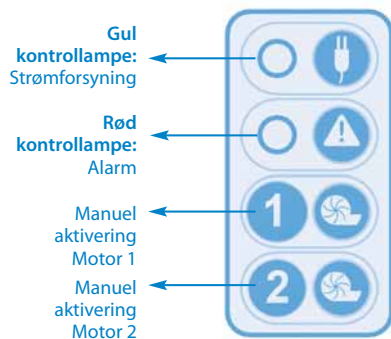 Gul
kontrollampe:
Strømforsyning
Rød
kontrollampe:
Alarm
Manuel
aktivering
Motor 1
1
Manuel
aktivering
Motor 2
2